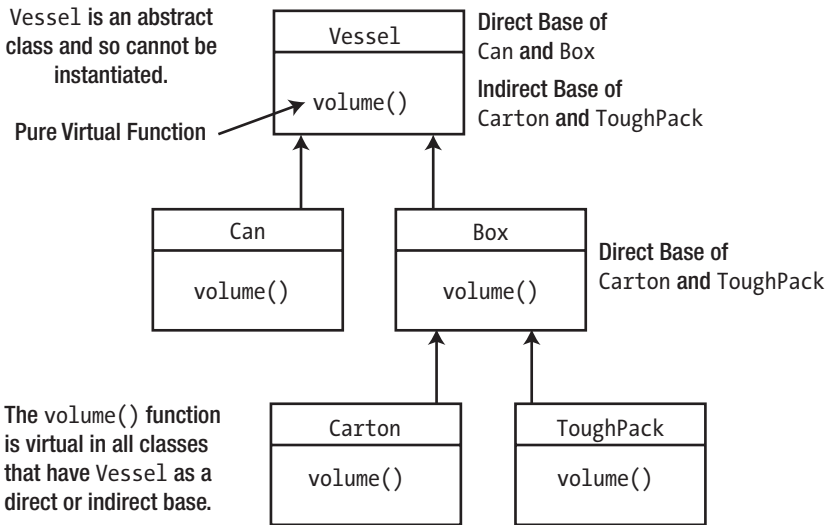 Vessel is an abstract
class and so cannot be
instantiated.
Pure Virtual Function
Vessel
volume()
Direct Base of
Can and Box
Indirect Base of
Carton and ToughPack
Can
volume()
Box
volume()
Direct Base of
Carton and ToughPack
The volume() function
is virtual in all classes
that have Vessel as a
direct or indirect base.
Carton
volume()
ToughPack
volume()